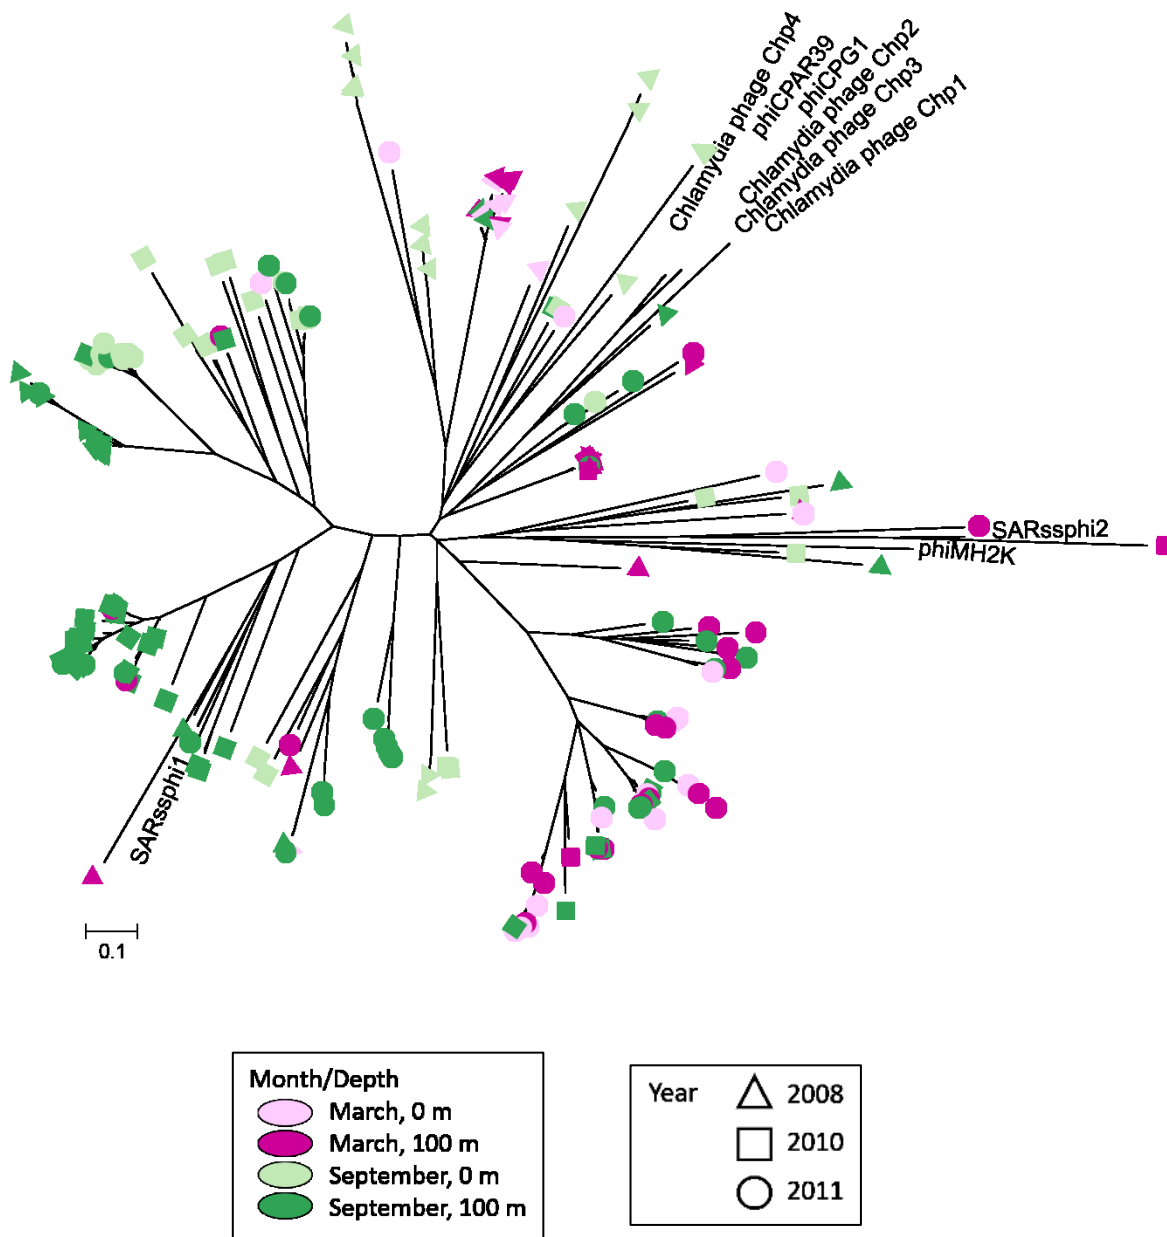 Chlamydia phage Chp4
phiCPAR39
phiCPG1
Chlamydia phage Chp2
Chlamydia phage Chp3
Chlamydia phage Chp1
SARssphi2
phiMH2K
SARssphi1
0.1
Month/Depth
March, 0 m
March, 100 m
September, 0 m
September, 100 m
Year
2008
2010
2011